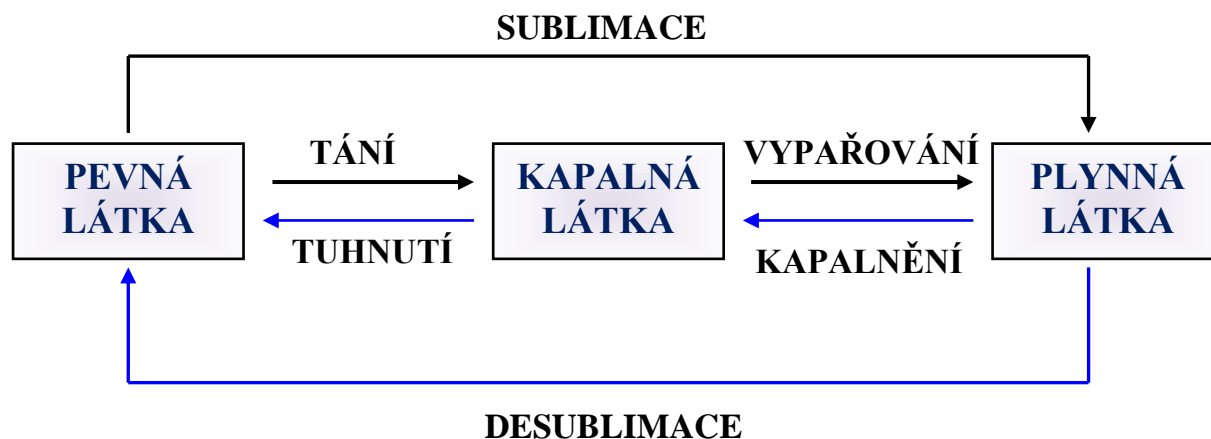 SUBLIMACE
TÁNÍ
VYPAŘOVÁNÍ
PEVNÁ
LÁTKA
KAPALNÁ
LÁTKA
PLYNNÁ
LÁTKA
TUHNUTÍ
KAPALNĚNÍ
DESUBLIMACE